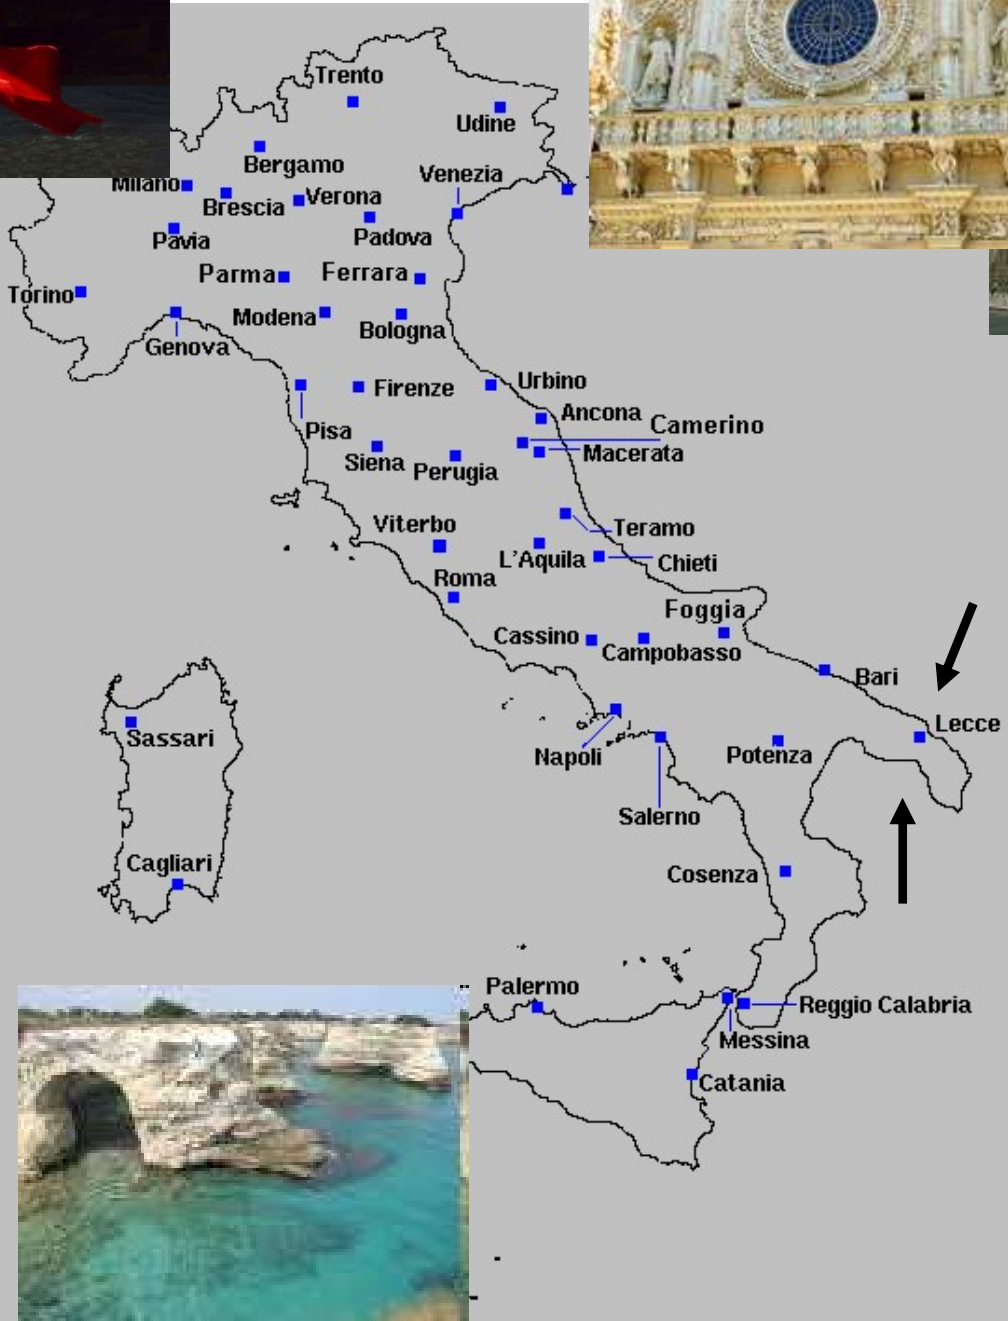 Trento
Udine
Bergamo
Venezia
Milano
Brescia
Verona
Pavia
Padova
Parma
Ferrara
Torino
Modena
Bologna
Genova
Firenze
Urbino
Ancona
Camerino
Pisa
Siena
Perugia
Macerata
Viterbo
Teramo
L'Aquila
Chieti
Roma
Foggia
Cassino
Campobasso
Bari
Lecce
Sassari
Napoli
Potenza
Salerno
Cagliari
Cosenza
Palermo
Reggio Calabria
Messina
Catania